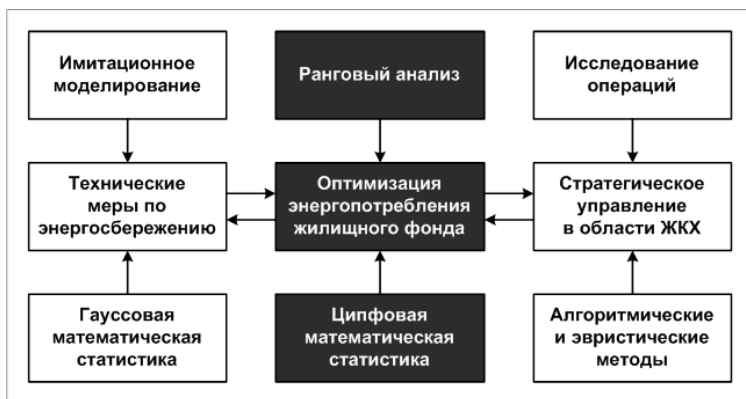 Имитационное
моделирование
Ранговый анализ
Исследование
операций
Технические
меры по
энергосбережению
Оптимизация
энергопотребления
жилищного фонда
Стратегическое
управление
в области ЖКХ
Гауссовая
математическая
статистика
Ципфовая
математическая
статистика
Алгоритмические
и эвристические
методы